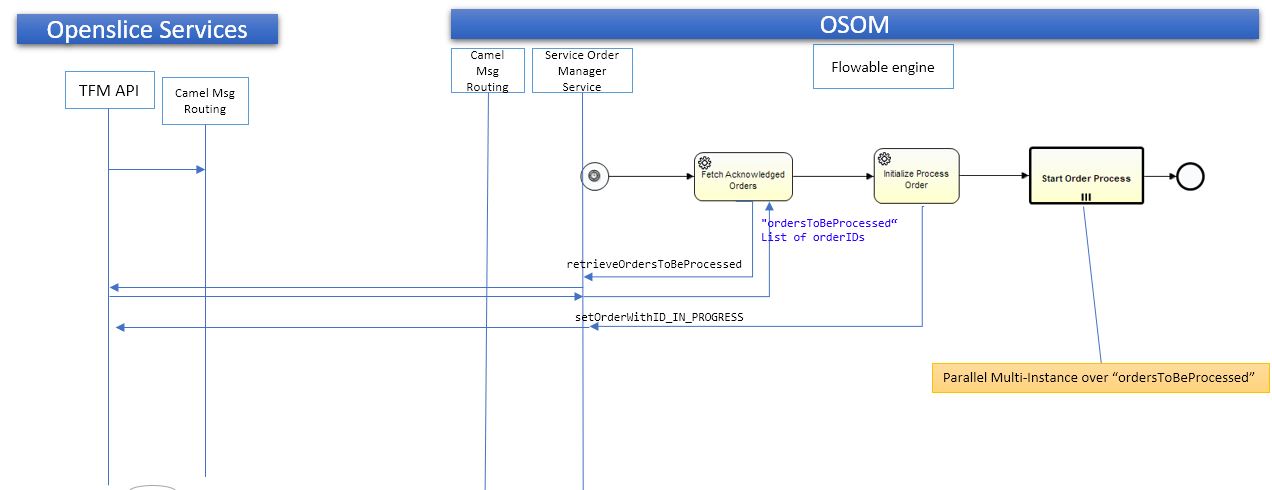 Openslice Services
OSOM
TFM API
Camel Msg
Routing
Camel
Msg
Routing
Service Order
Manager
Service
Flowable engine
Fetch Acknowledged
Orders
Initialize Process
Order
Start Order Process
"ordersToBeProcessed“
List of orderIDs
retrieveOrdersToBeProcessed
setOrderWithID_IN_PROGRESS
Parallel Multi-Instance over “ordersToBeProcessed”